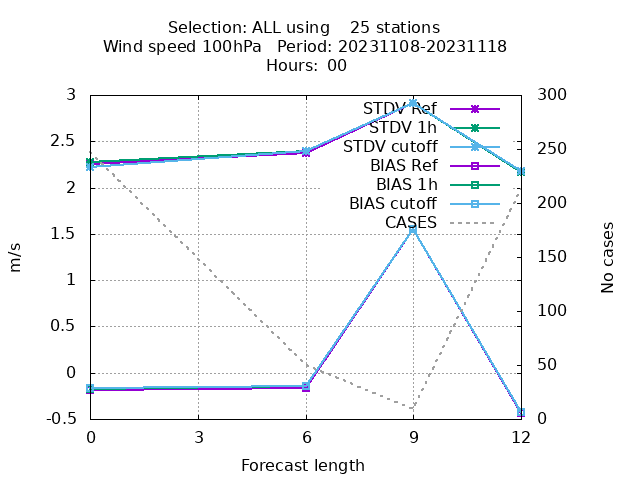 Selection: ALL using    25 stations
Wind speed 100hPa   Period: 20231108-20231118
Hours:  00
3
2.5
2
1.5
1
0.5
0
-0.5
m/s
STDV Ref
STDV 1h
STDV cutoff
BIAS Ref
BIAS 1h
BIAS cutoff
CASES
300
250
200
150
100
50
0
No cases
0 3 6 9 12
Forecast length